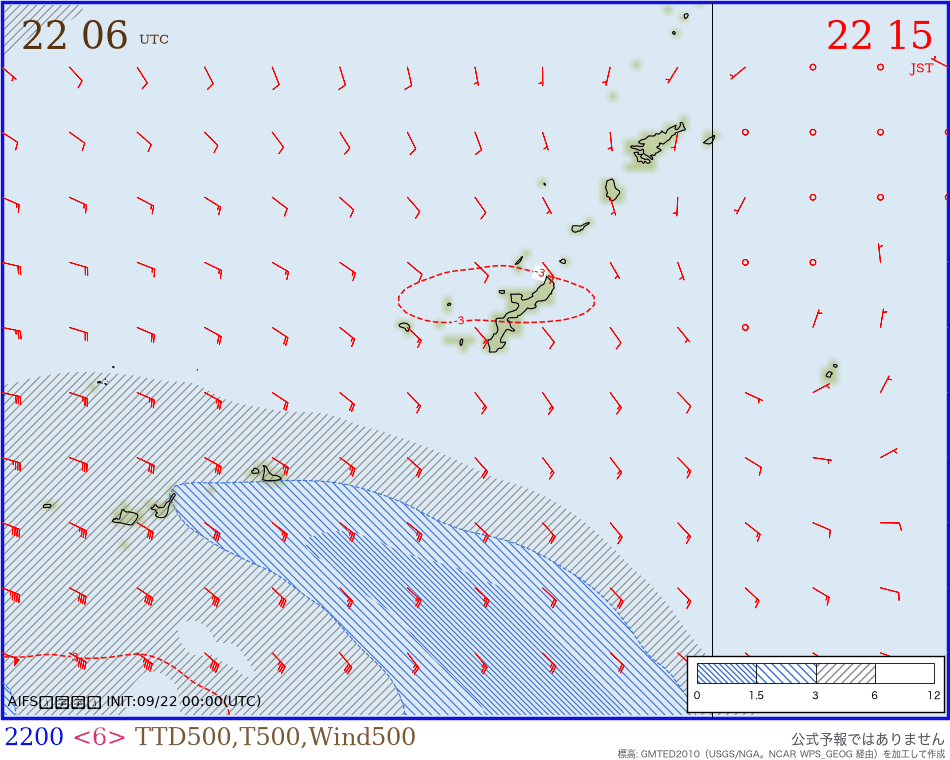 22 06 UTC
22 15
JST
-3
-3
AIFS□□□□ INIT:09/22 00:00(UTC)
0 1.5 3 6 12
2200 <6> TTD500,T500,Wind500
公式予報ではありません
標高: GMTED2010（USGS/NGA。NCAR WPS_GEOG 経由）を加工して作成